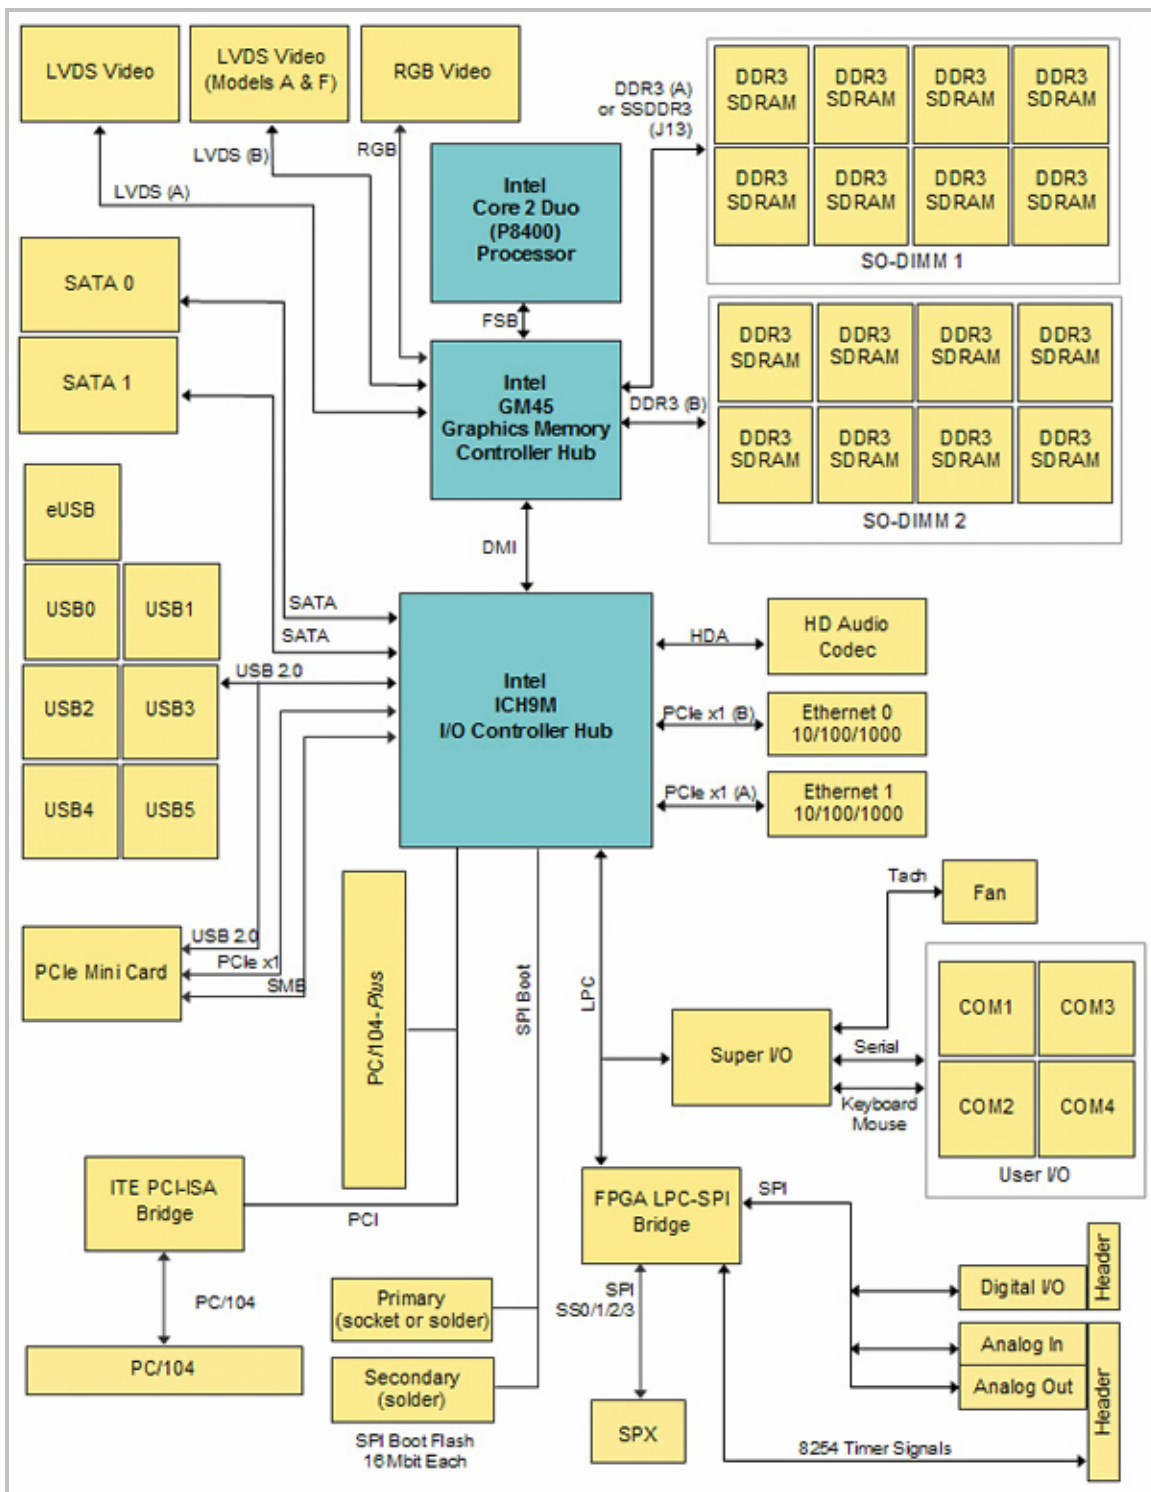 LVDS Video
LVDS Video
(Models A & F)
RGB Video
DDR3 (A)
or SSDDR3
(J13)
DDR3
SDRAM
DDR3
SDRAM
DDR3
SDRAM
DDR3
SDRAM
DDR3
SDRAM
DDR3
SDRAM
DDR3
SDRAM
DDR3
SDRAM
SO-DIMM 1
LVDS (A)
LVDS (B)
RGB
Intel
Core 2 Duo
(P8400)
Processor
SATA 0
SATA 1
FSB
Intel
GM45
Graphics Memory
Controller Hub
DDR3 (B)
DDR3
SDRAM
DDR3
SDRAM
DDR3
SDRAM
DDR3
SDRAM
DDR3
SDRAM
DDR3
SDRAM
DDR3
SDRAM
DDR3
SDRAM
SO-DIMM 2
DMI
eUSB
USB0
USB1
USB2
USB3
USB4
USB5
SATA
SATA
USB 2.0
Intel
ICH9M
I/O Controller Hub
HDA
HD Audio
Codec
PCIe x1 (B)
Ethernet 0
10/100/1000
PCIe x1 (A)
Ethernet 1
10/100/1000
PCIe Mini Card
USB 2.0
PCIe x1
SMB
PC/104-Plus
SPI Boot
LPC
Tach
Fan
Super I/O
Serial
Keyboard
Mouse
COM1
COM3
COM2
COM4
User I/O
ITE PCI-ISA
Bridge
PCI
PC/104
PC/104
FPGA LPC-SPI
Bridge
SPI
SPI
SS0/1/2/3
Primary
(socket or solder)
Secondary
(solder)
SPI Boot Flash
16 Mbit Each
SPX
Digital I/O
Header
Analog In
Analog Out
Header
8254 Timer Signals